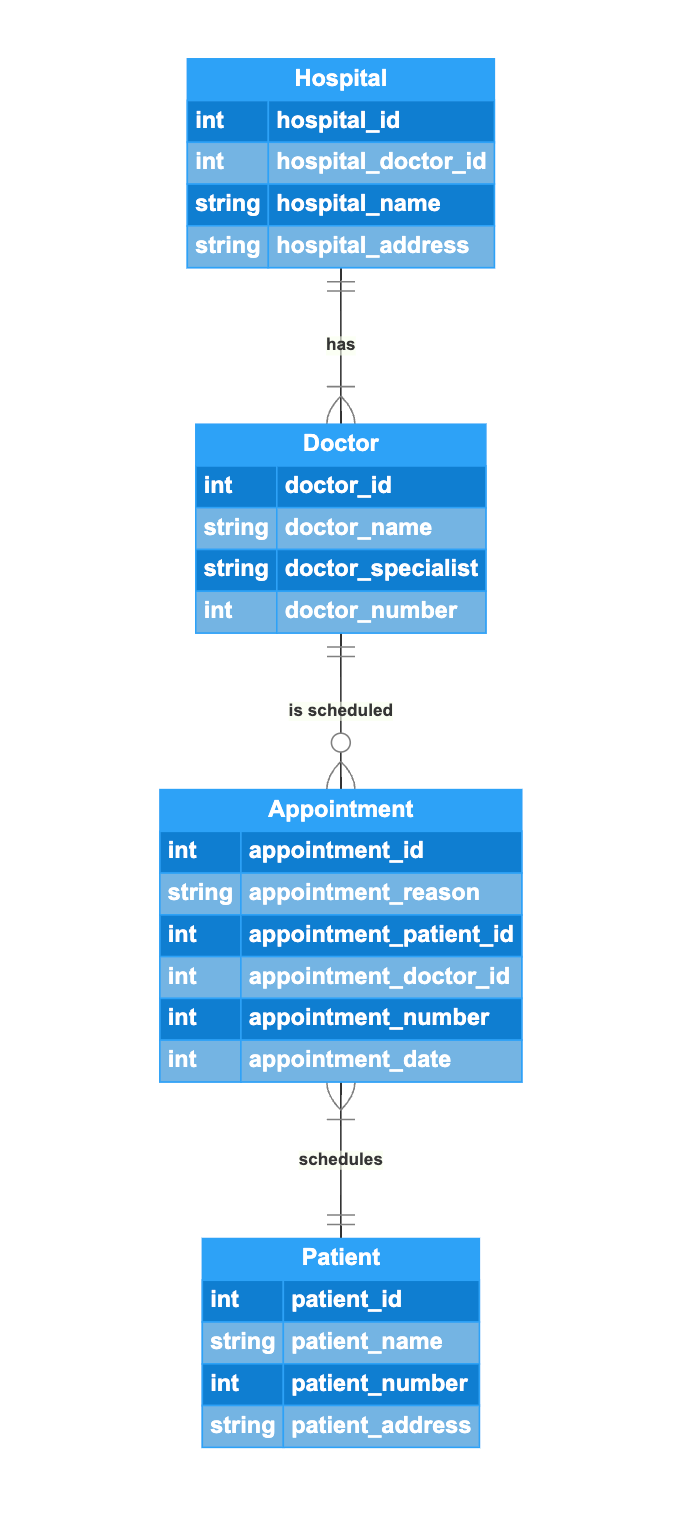 Hospital
int hospital_id
int hospital_doctor_id
string hospital_name
string hospital_address
has
Doctor
int doctor_id
string doctor_name
string doctor_specialist
int doctor_number
is scheduled
Appointment
int appointment_id
string appointment_reason
int appointment_patient_id
int appointment_doctor_id
int appointment_number
int appointment_date
schedules
Patient
int patient_id
string patient_name
int patient_number
string patient_address